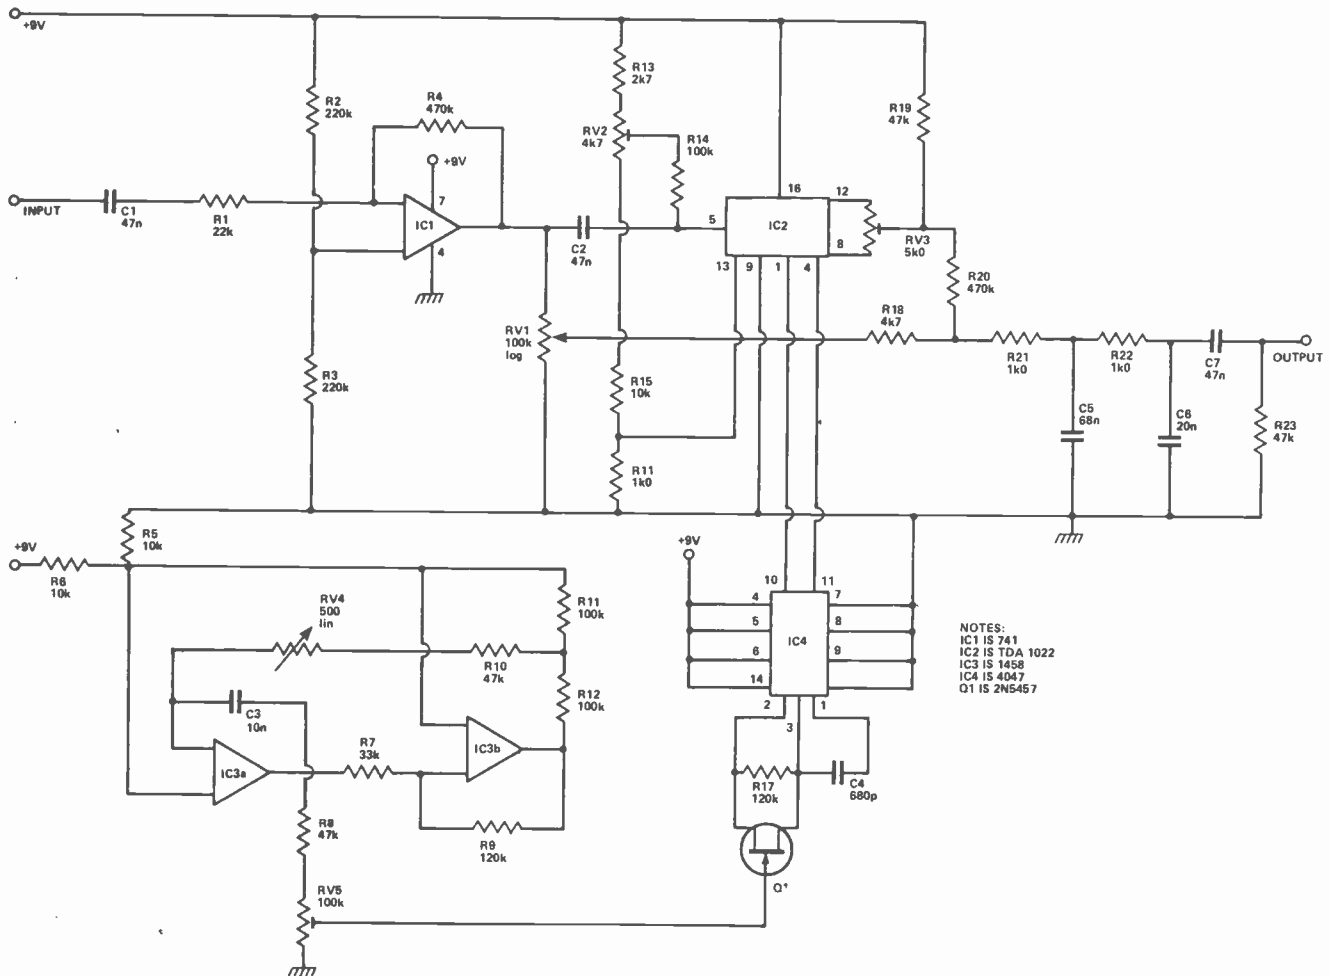 +9V
R2
220k
R4
470k
+9V
7
INPUT
C1
47n
R1
22k
IC1
4
R3
220k
RV1
100k
log
C2
47n
R13
2k7
RV2
4k7
R14
100k
R15
10k
R11
1k0
5
16
12
IC2
8
13
9
1
4
RV3
5k0
R19
47k
R20
470k
R18
4k7
R21
1k0
R22
1k0
C7
47n
OUTPUT
C5
68n
C6
20n
R23
47k
+9V
R5
10k
R6
10k
RV4
500
lin
C3
10n
R10
47k
R11
100k
R12
100k
IC3a
R7
33k
IC3b
R9
120k
R8
47k
RV5
100k
+9V
10
11
4
7
5
8
IC4
6
9
14
2
3
1
R17
120k
C4
680p
NOTES:
IC1 IS 741
IC2 IS TDA 1022
IC3 IS 1458
IC4 IS 4047
Q1 IS 2N5457